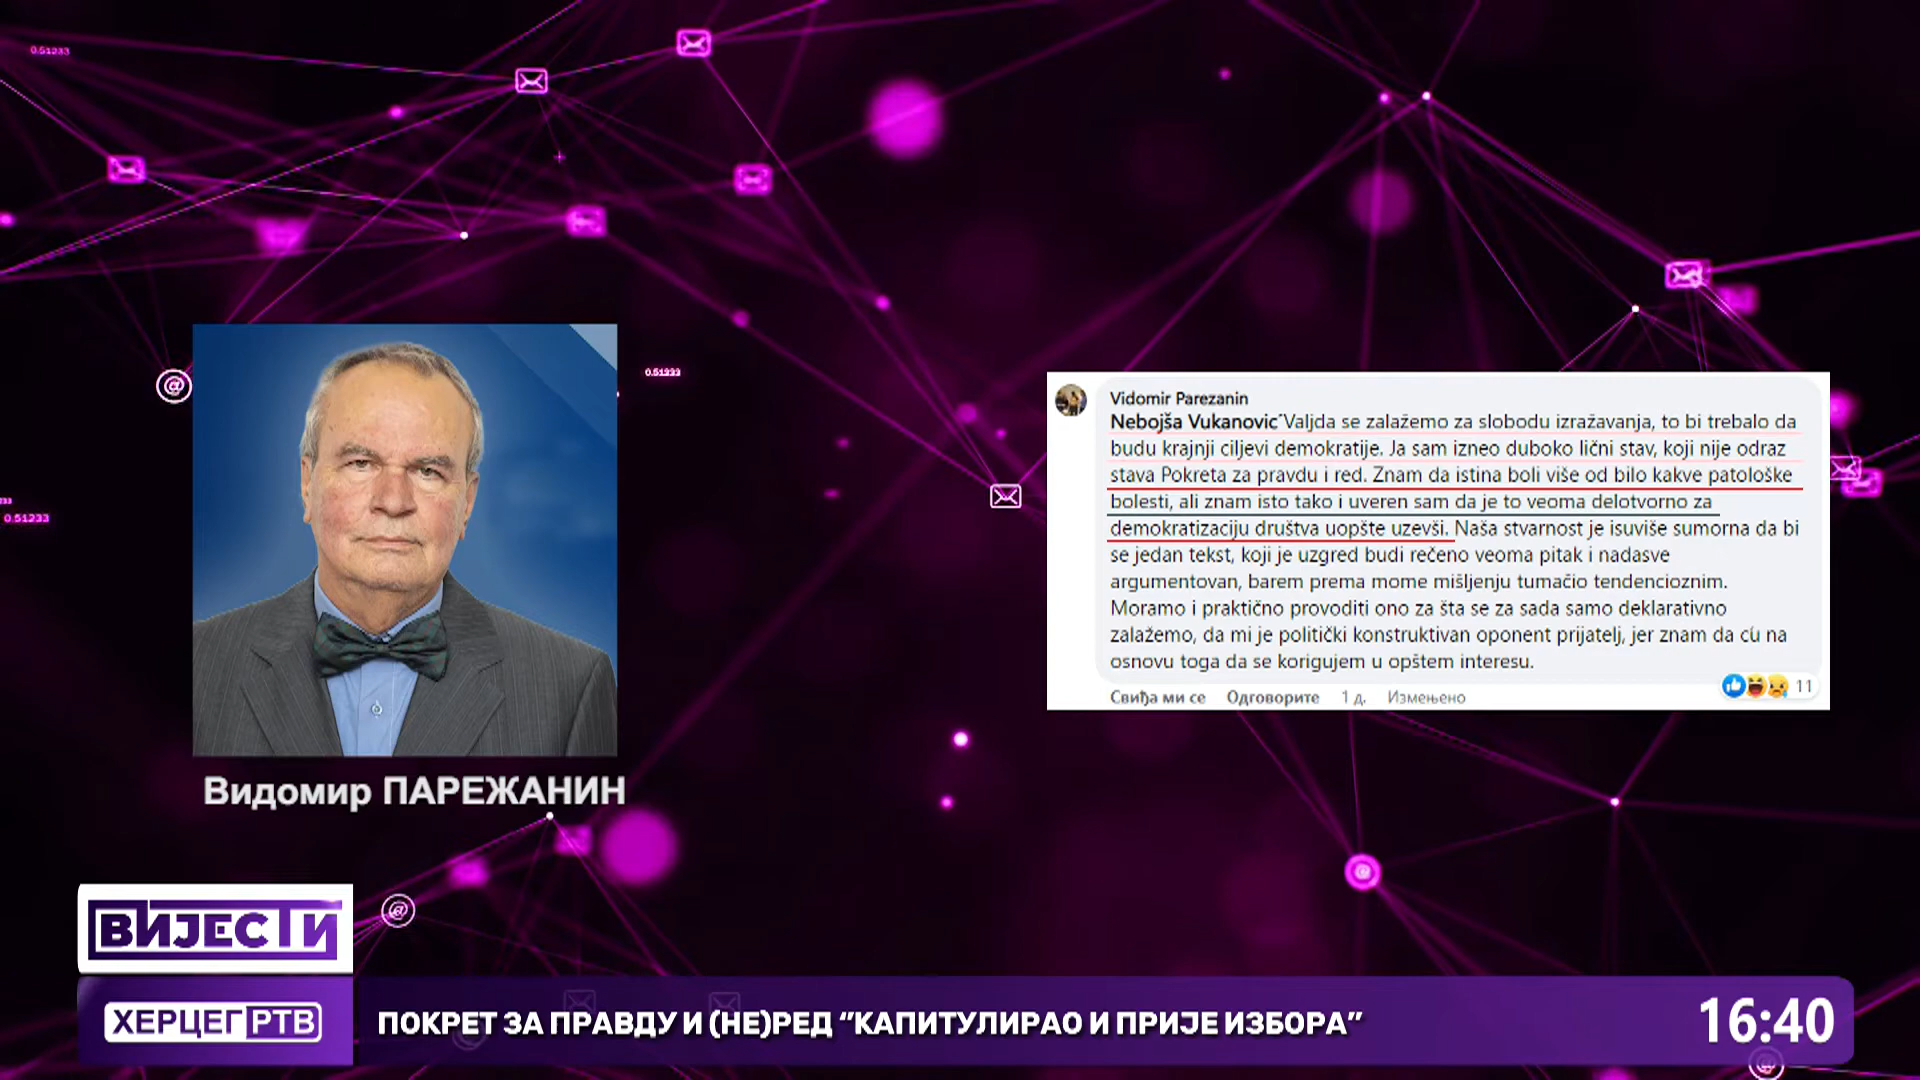 0.51233
0.51233
0.51233
Видомир ПАРЕЖАНИН
Vidomir Parezanin
Nebojša Vukanovic´Valjda se zalažemo za slobodu izražavanja, to bi trebalo da
budu krajnji ciljevi demokratije. Ja sam izneo duboko lični stav, koji nije odraz
stava Pokreta za pravdu i red. Znam da istina boli više od bilo kakve patološke
bolesti, ali znam isto tako i uveren sam da je to veoma delotvorno za
demokratizaciju društva uopšte uzevši. Naša stvarnost je isuviše sumorna da bi
se jedan tekst, koji je uzgred budi rečeno veoma pitak i nadasve
argumentovan, barem prema mome mišljenju tumačio tendencioznim.
Moramo i praktično provoditi ono za šta se za sada samo deklarativno
zalažemo, da mi je politički konstruktivan oponent prijatelj, jer znam da ću na
osnovu toga da se korigujem u opštem interesu.
Свиђа ми се Одговорите 1 д. Измењено
11
ВИЈЕСТИ
ХЕРЦЕГ РТВ
ПОКРЕТ ЗА ПРАВДУ И (НЕ)РЕД “КАПИТУЛИРАО И ПРИЈЕ ИЗБОРА”
16:40